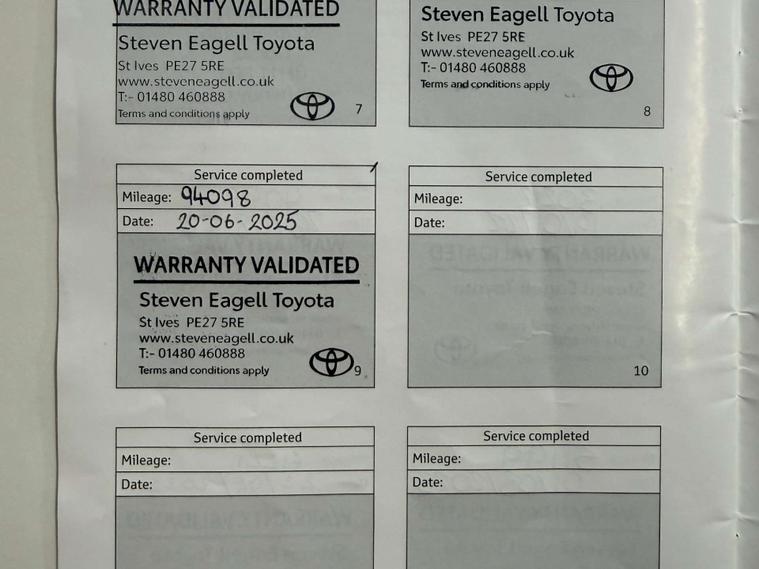 WARRANTY VALIDATED
Steven Eagell Toyota
St Ives PE27 5RE
www.steveneagell.co.uk
T:- 01480 460888
Terms and conditions apply
7
Steven Eagell Toyota
St Ives PE27 5RE
www.steveneagell.co.uk
T:- 01480 460888
Terms and conditions apply
8
Service completed
Mileage: 94098
Date: 20-06-2025
WARRANTY VALIDATED
Steven Eagell Toyota
St Ives PE27 5RE
www.steveneagell.co.uk
T:- 01480 460888
Terms and conditions apply
9
Service completed
Mileage:
Date:
10
Service completed
Mileage:
Date:
Service completed
Mileage:
Date: